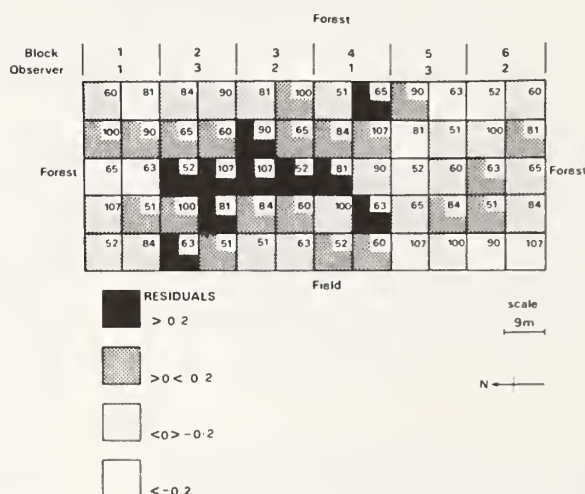 Forest
Block 1 2 3 4 5 6
Observer 1 3 2 1 3 2
60 81 84 90 81 100 51 65 90 63 52 60
100 90 65 60 90 65 84 107 81 51 100 81
Forest 65 63 52 107 107 52 81 90 52 60 63 65 Forest
107 51 100 81 84 60 100 63 65 84 51 84
52 84 63 51 51 63 52 60 107 100 90 107
Field
RESIDUALS
> 0 2
scale
9m
>0< 0 2
N
<0>-0·2
<-0 2